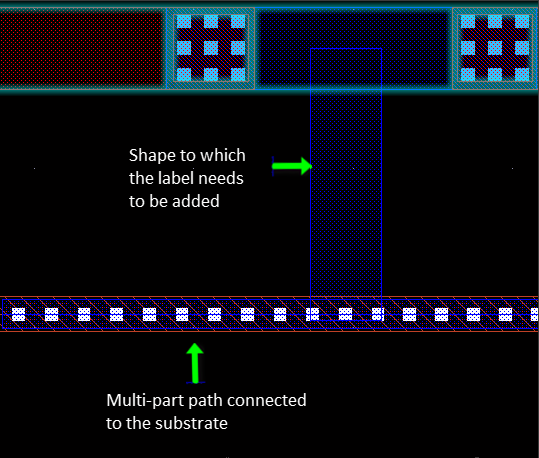 Shape to which
the label needs
to be added
Multi-part path connected
to the substrate